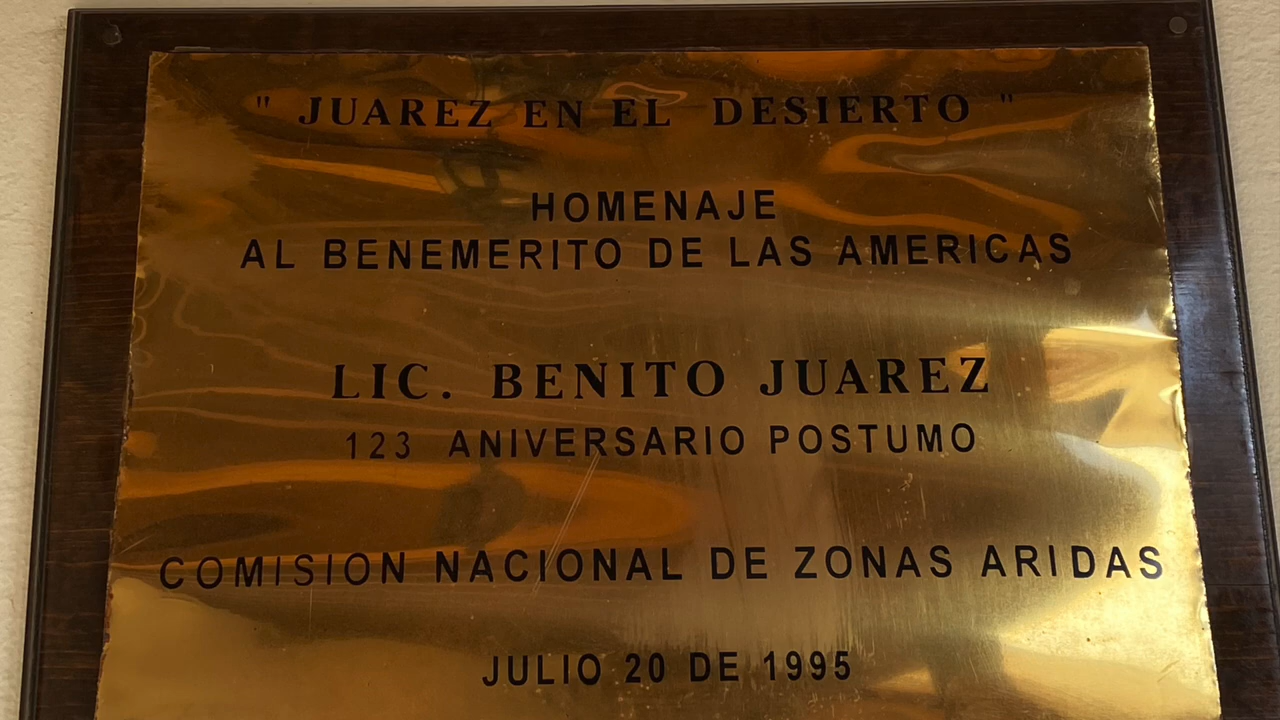 " JUAREZ EN EL DESIERTO "
HOMENAJE
AL BENEMERITO DE LAS AMERICAS
LIC. BENITO JUAREZ
123 ANIVERSARIO POSTUMO
COMISION NACIONAL DE ZONAS ARIDAS
JULIO 20 DE 1995